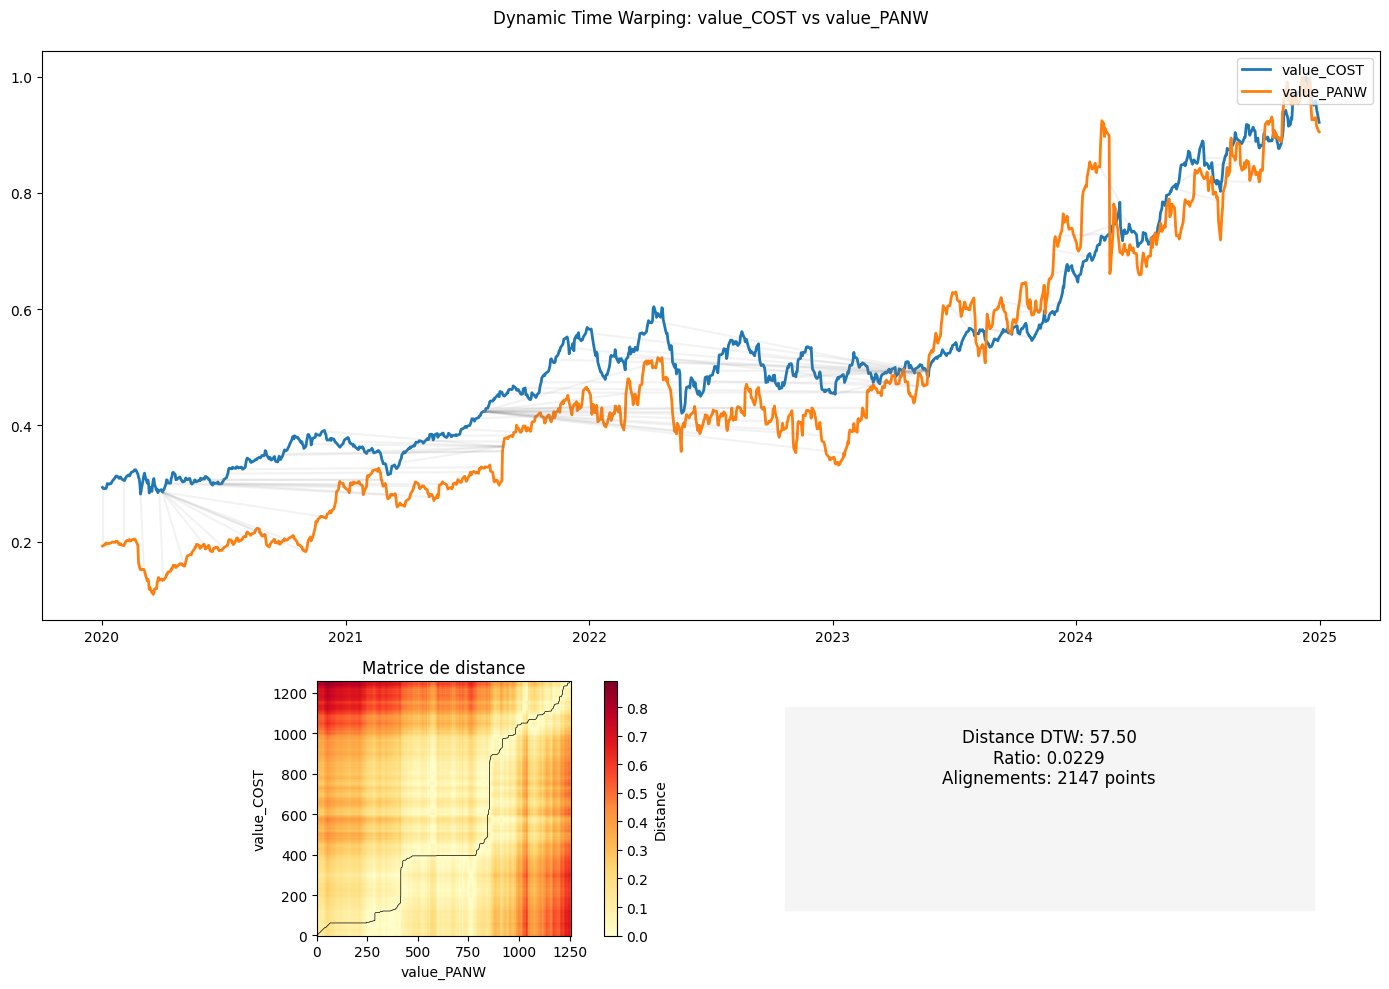 Dynamic Time Warping: value_COST vs value_PANW
value_COST
value_PANW
1.0
0.8
0.6
0.4
0.2
2020 2021 2022 2023 2024 2025
Matrice de distance
value_COST
1200
1000
800
600
400
200
0
0 250 500 750 1000 1250
value_PANW
0.8
0.7
0.6
0.5
0.4
0.3
0.2
0.1
0.0
Distance
Distance DTW: 57.50
Ratio: 0.0229
Alignements: 2147 points